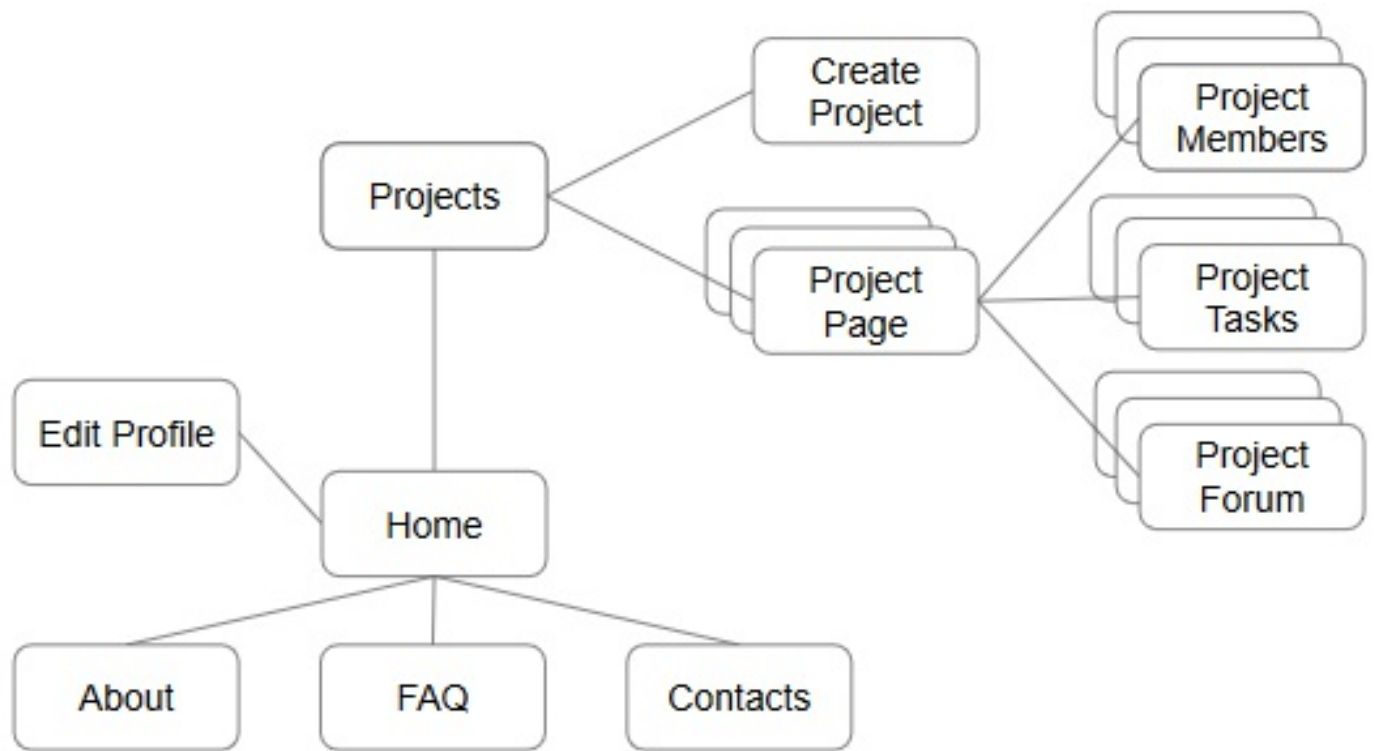 Create
Project
Project
Members
Projects
Project
Page
Project
Tasks
Edit Profile
Project
Forum
Home
About
FAQ
Contacts